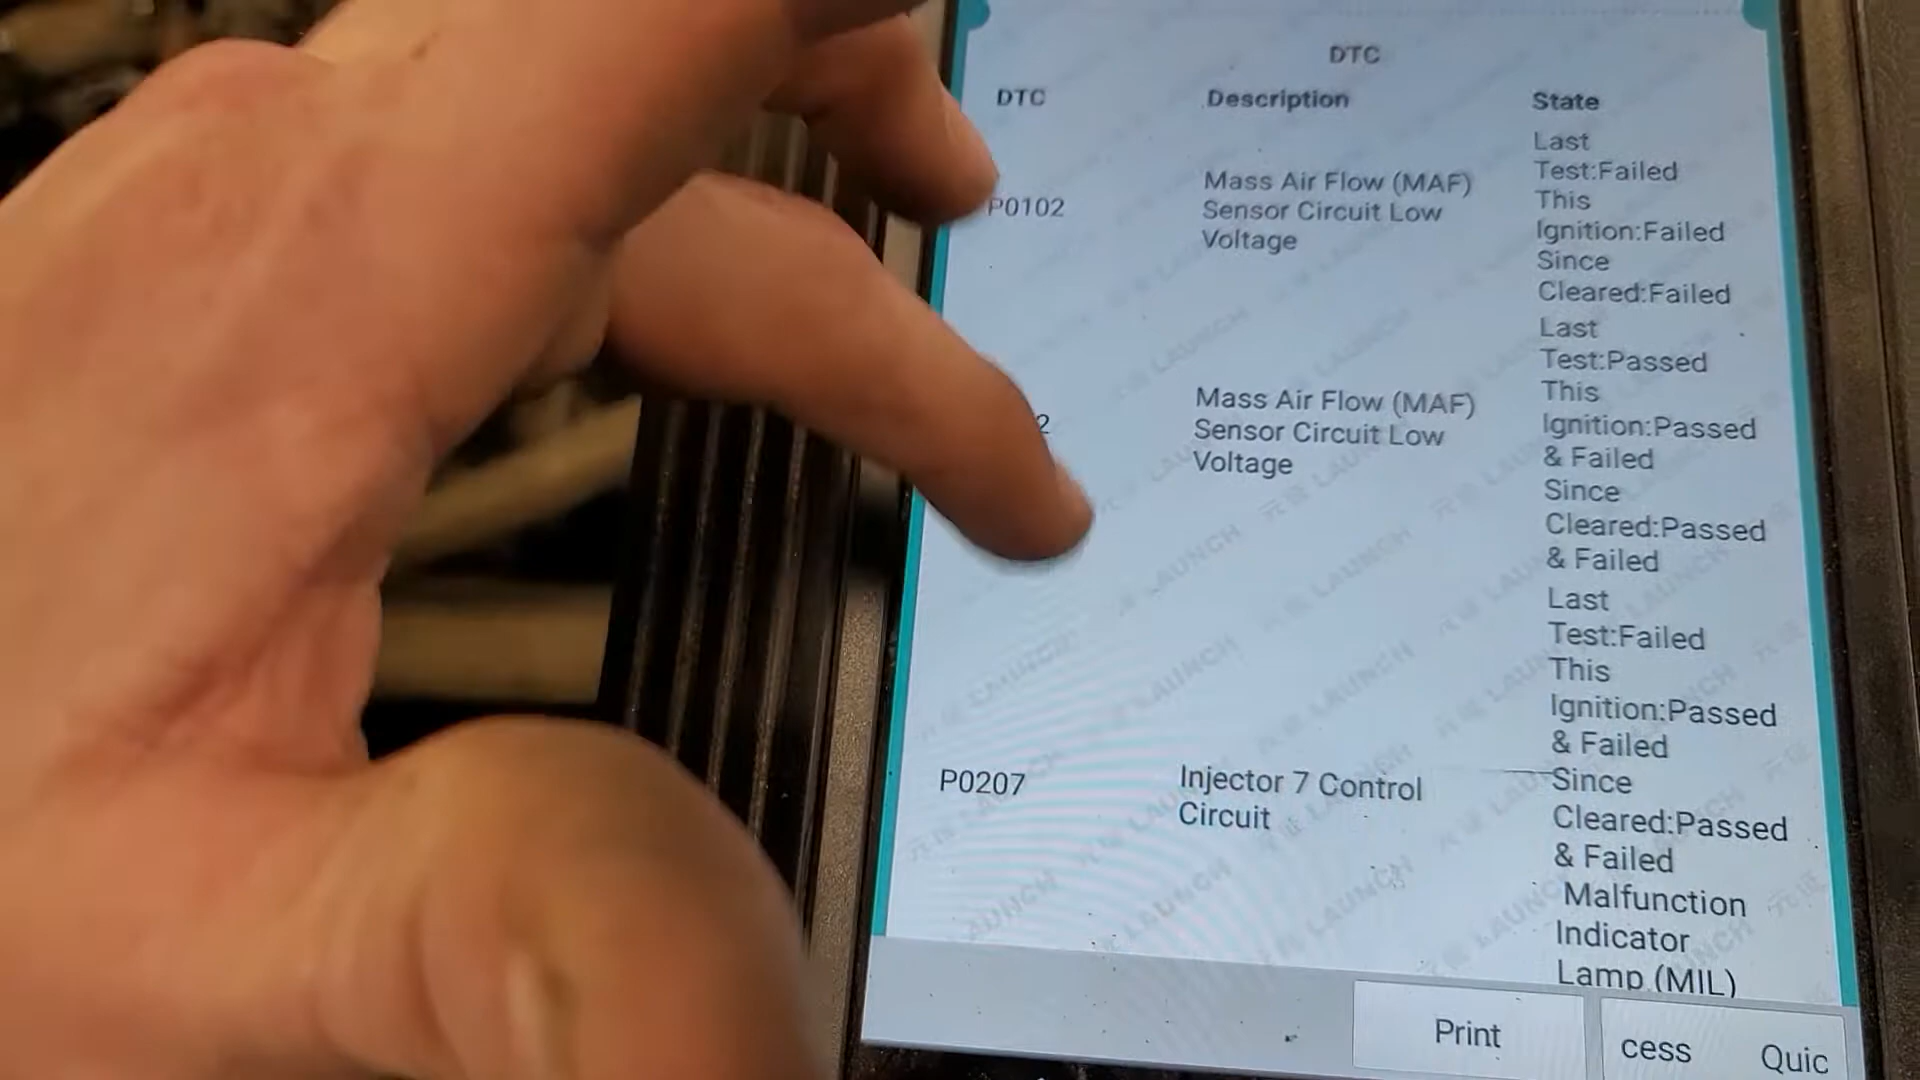 DTC
DTC Description State
P0102
Mass Air Flow (MAF)
Sensor Circuit Low
Voltage
Last
Test:Failed
This
Ignition:Failed
Since
Cleared:Failed
2
Mass Air Flow (MAF)
Sensor Circuit Low
Voltage
Last
Test:Passed
This
Ignition:Passed
& Failed
Since
Cleared:Passed
& Failed
P0207
Injector 7 Control
Circuit
Last
Test:Failed
This
Ignition:Passed
& Failed
Since
Cleared:Passed
& Failed
Malfunction
Indicator
Lamp (MIL)
Print
cess
Quic